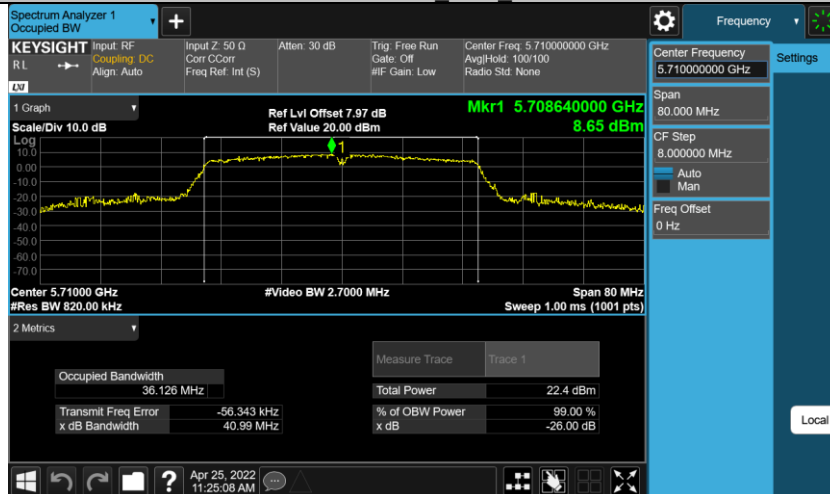 Spectrum Analyzer 1
Occupied BW
Frequency
KEYSIGHT
RL
LXI
Input: RF
Coupling: DC
Align: Auto
Input Z: 50 Ω
Corr CCorr
Freq Ref: Int (S)
Atten: 30 dB
Trig: Free Run
Gate: Off
#IF Gain: Low
Center Freq: 5.710000000 GHz
Avg|Hold: 100/100
Radio Std: None
Center Frequency
5.710000000 GHz
Settings
Span
80.000 MHz
CF Step
8.000000 MHz
Auto
Man
Freq Offset
0 Hz
Local
1 Graph
Scale/Div 10.0 dB
Ref Lvl Offset 7.97 dB
Ref Value 20.00 dBm
Mkr1 5.708640000 GHz
8.65 dBm
Log
10.0
0.00
-10.0
-20.0
-30.0
-40.0
-50.0
-60.0
-70.0
1
Center 5.71000 GHz
#Res BW 820.00 kHz
#Video BW 2.7000 MHz
Span 80 MHz
Sweep 1.00 ms (1001 pts)
2 Metrics
Measure Trace Trace 1
Occupied Bandwidth
36.126 MHz
Total Power 22.4 dBm
Transmit Freq Error -56.343 kHz
% of OBW Power 99.00 %
x dB Bandwidth 40.99 MHz
x dB -26.00 dB
?
Apr 25, 2022
11:25:08 AM